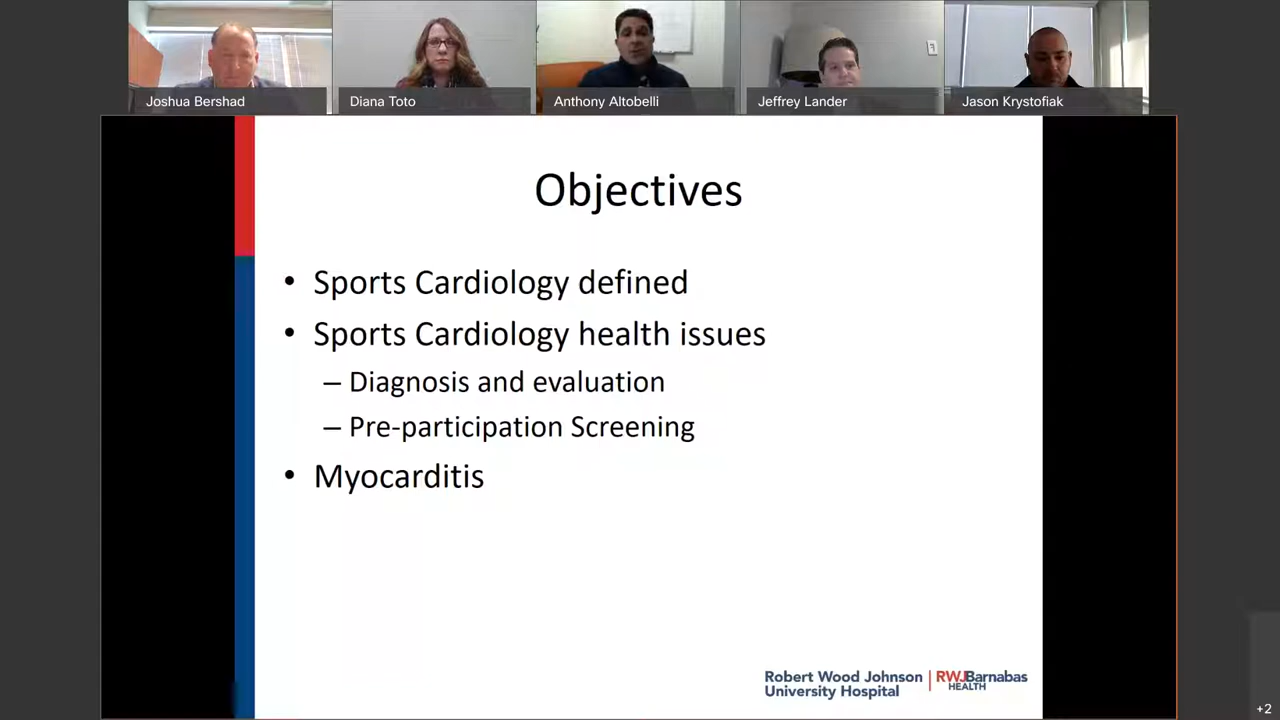 Joshua Bershad
Diana Toto
Anthony Altobelli
Jeffrey Lander
Jason Krystofiak
Objectives
• Sports Cardiology defined
• Sports Cardiology health issues
– Diagnosis and evaluation
– Pre-participation Screening
• Myocarditis
Robert Wood Johnson
University Hospital
RWJBarnabas
HEALTH
+2